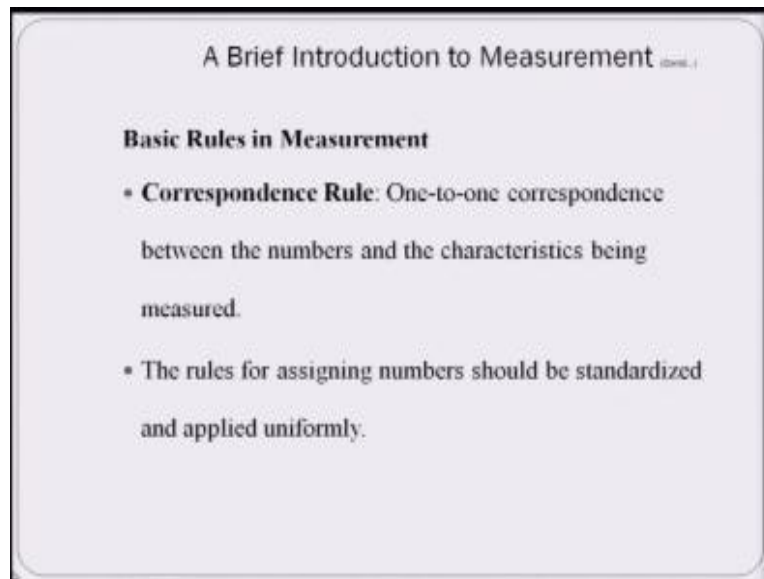 A Brief Introduction to Measurement (Contd..)
Basic Rules in Measurement
• Correspondence Rule: One-to-one correspondence
between the numbers and the characteristics being
measured.
• The rules for assigning numbers should be standardized
and applied uniformly.